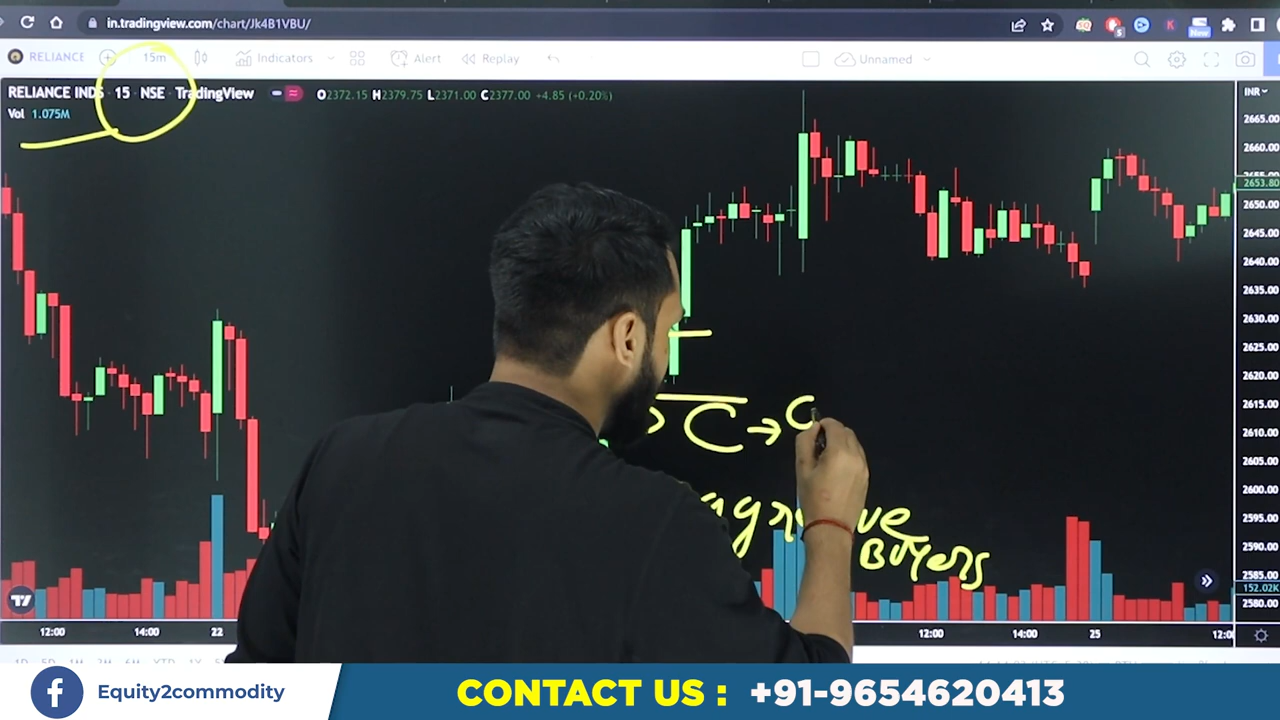 in.tradingview.com/chart/Jk4B1VBU/
New
RELIANCE 15m Indicators Alert Replay Unnamed
RELIANCE INDS · 15 · NSE · TradingView O2372.15 H2379.75 L2371.00 C2377.00 +4.85 (+0.20%)
INR
Vol 1.075M
2665.00
2660.00
2653.80
2650.00
2645.00
2640.00
2635.00
2630.00
2625.00
2620.00
2615.00
2610.00
2605.00
2600.00
2595.00
2590.00
2585.00
152.02K
2580.00
C → C
Buyers
12:00 14:00 22 12:00 14:00 25
Equity2commodity
CONTACT US : +91-9654620413